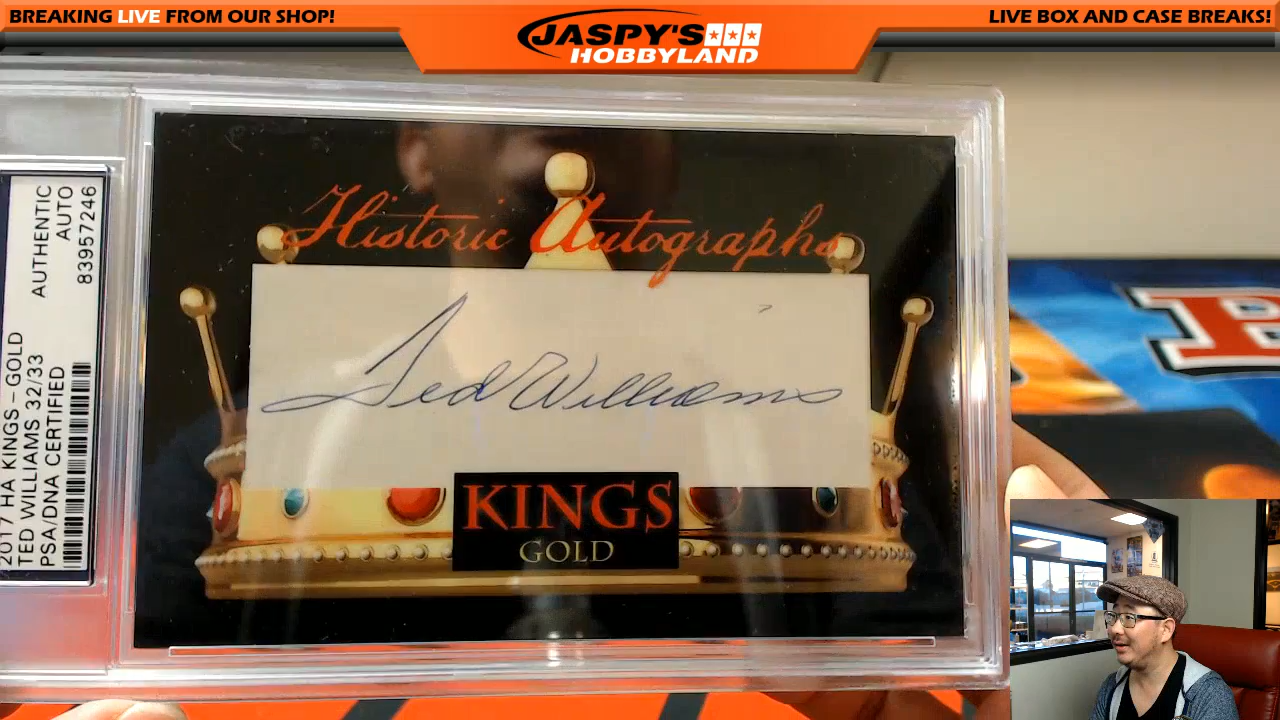 BREAKING LIVE FROM OUR SHOP!
JASPY'S
HOBBYLAND
LIVE BOX AND CASE BREAKS!
2017 HA KINGS - GOLD
TED WILLIAMS 32/33
PSA/DNA CERTIFIED
AUTHENTIC
AUTO
83957246
Historic Autographs
Ted Williams
KINGS
GOLD